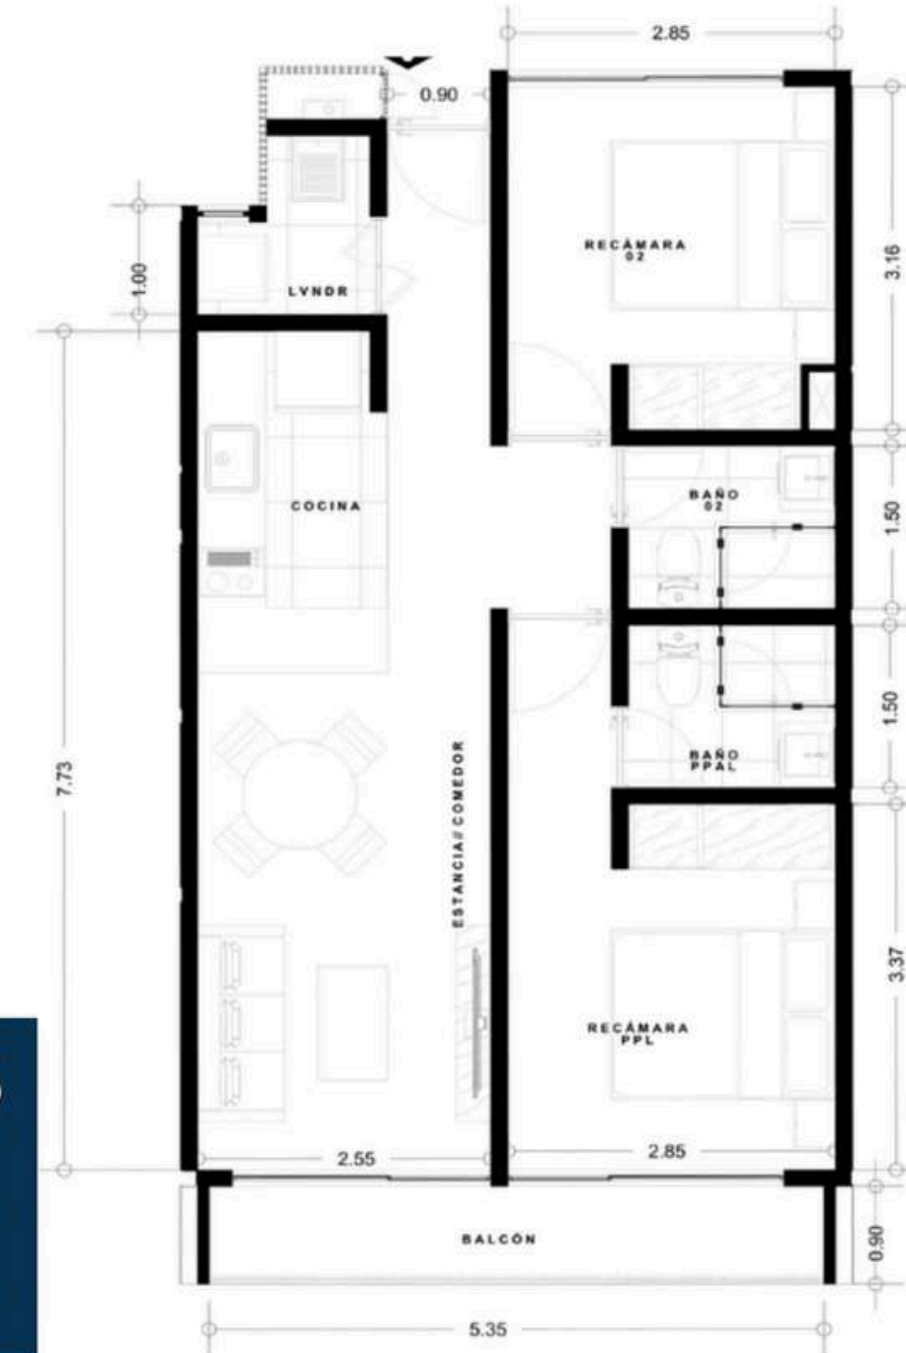 2.85
0.90
RECÁMARA
02
3.16
1.00
LVNDR
COCINA
BAÑO
02
1.50
1.50
BAÑO
PPAL
7.73
ESTANCIA//COMEDOR
3.37
RECÁMARA
PPL
2.55
2.85
BALCÓN
0.90
5.35